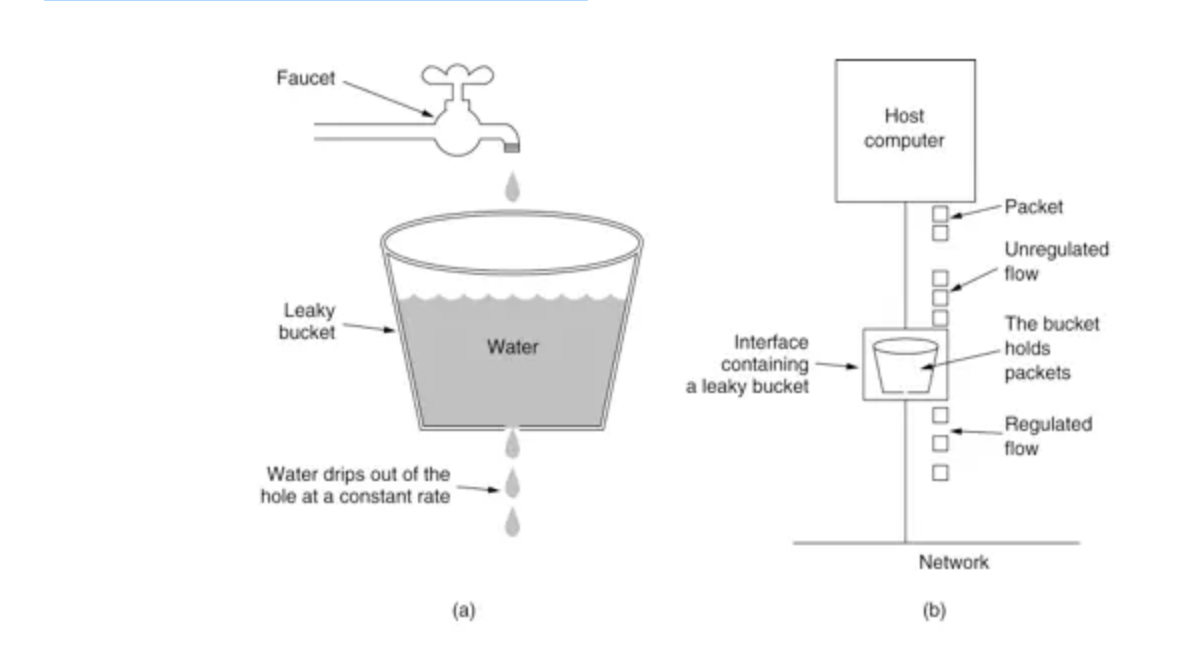 Faucet
Leaky
bucket
Water
Water drips out of the
hole at a constant rate
(a)
Host
computer
Packet
Unregulated
flow
The bucket
holds
packets
Interface
containing
a leaky bucket
Regulated
flow
Network
(b)